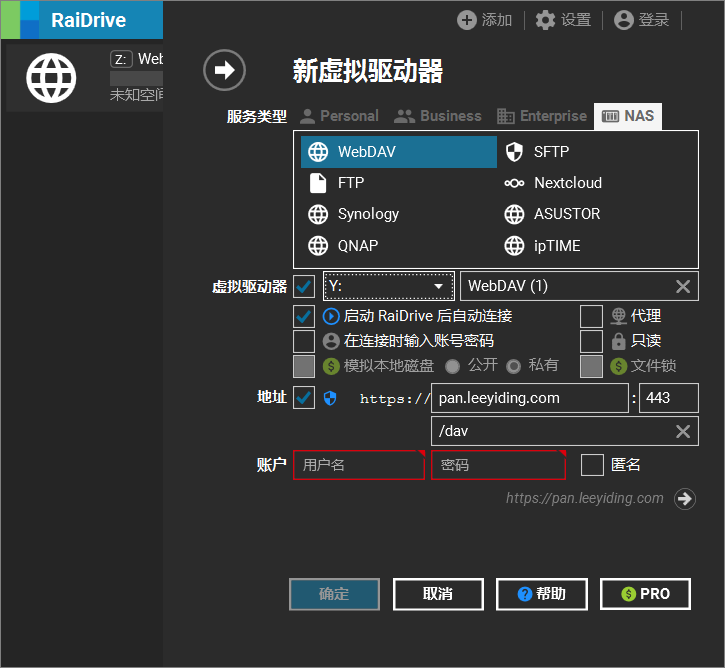 RaiDrive
添加 设置 登录
Z: Web
未知空间
新虚拟驱动器
服务类型 Personal Business Enterprise NAS
WebDAV SFTP
FTP Nextcloud
Synology ASUSTOR
QNAP ipTIME
虚拟驱动器 Y: WebDAV (1)
启动 RaiDrive 后自动连接 代理
在连接时输入账号密码 只读
$ 模拟本地磁盘 公开 私有 $ 文件锁
地址 https:// pan.leeyiding.com : 443
/dav
账户 用户名 密码 匿名
https://pan.leeyiding.com
确定 取消 ? 帮助 $ PRO